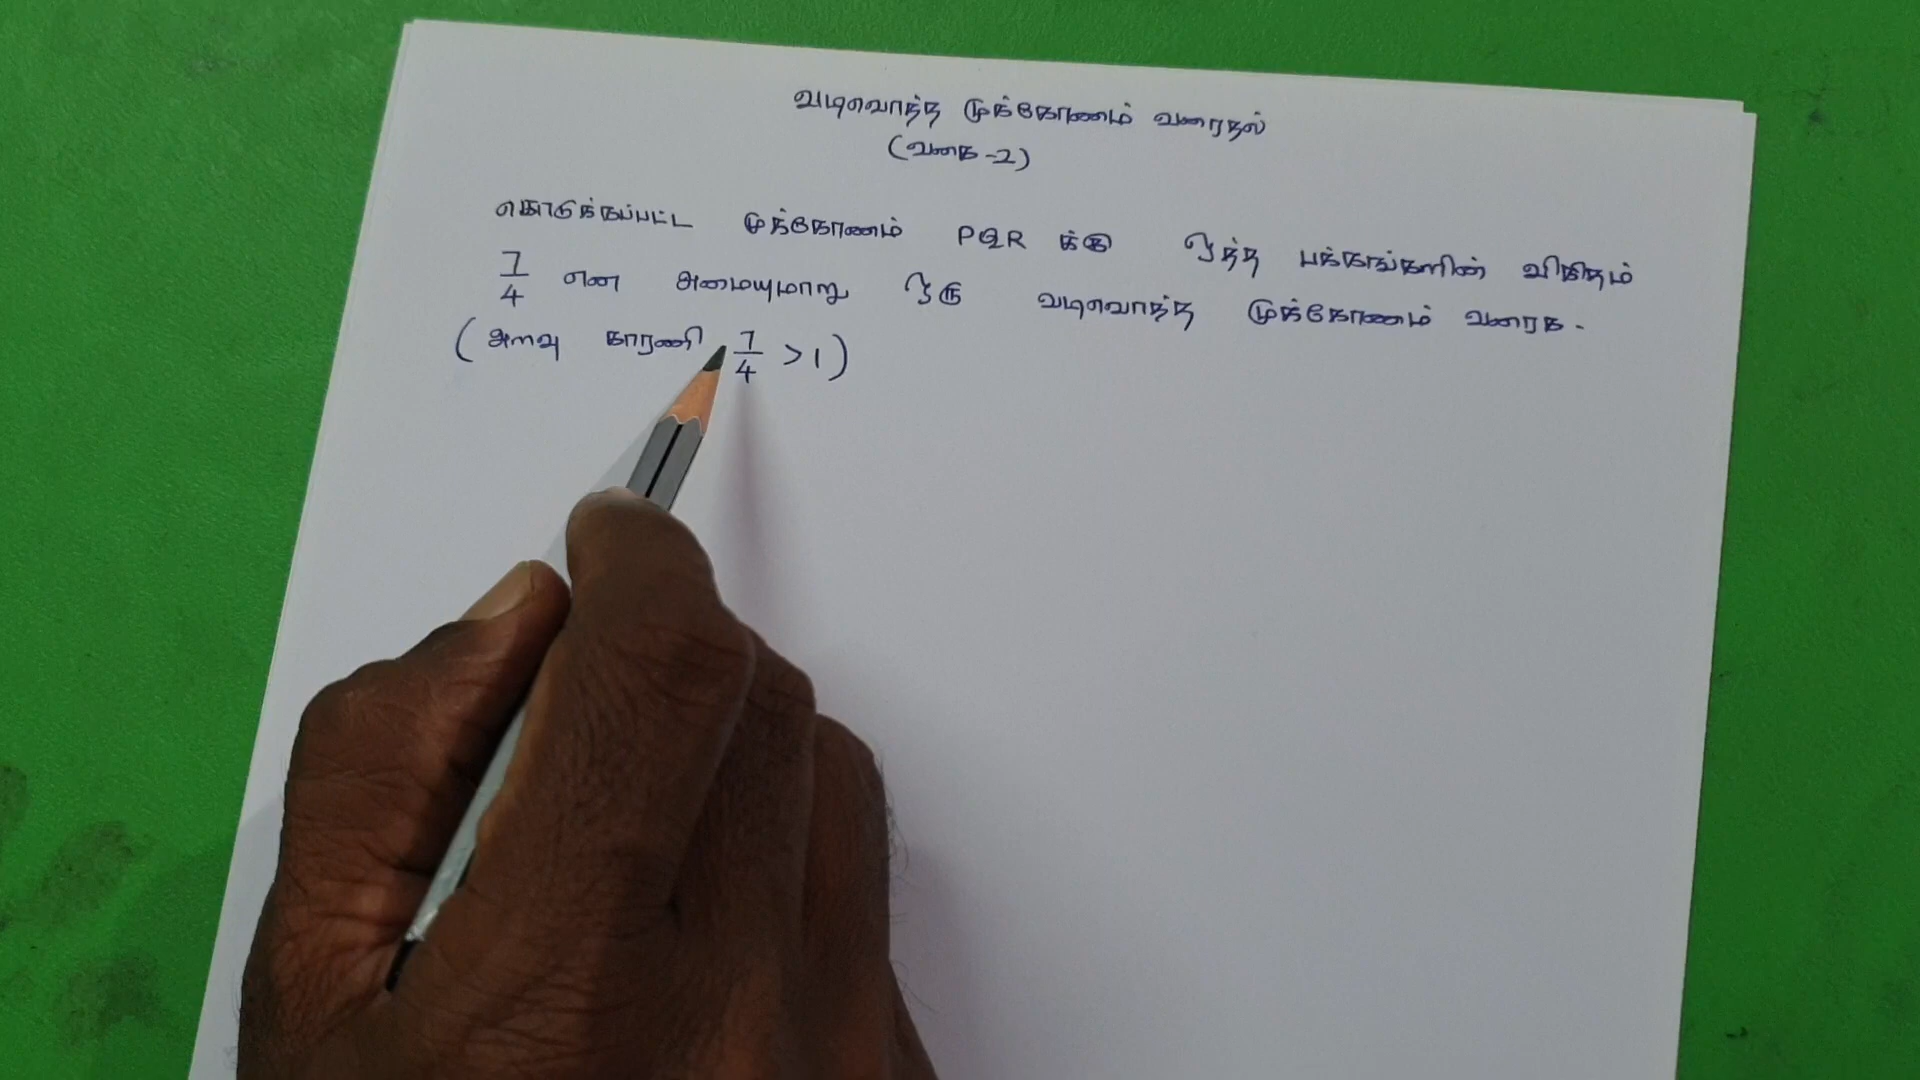 வடிவொத்த முக்கோணம் வரைதல்
(வகை -2)
கொடுக்கப்பட்ட முக்கோணம் PQR க்கு ஒத்த பக்கங்களின் விகிதம்
7/4 என அமையுமாறு ஒரு வடிவொத்த முக்கோணம் வரைக.
(அளவு காரணி 7/4 > 1)